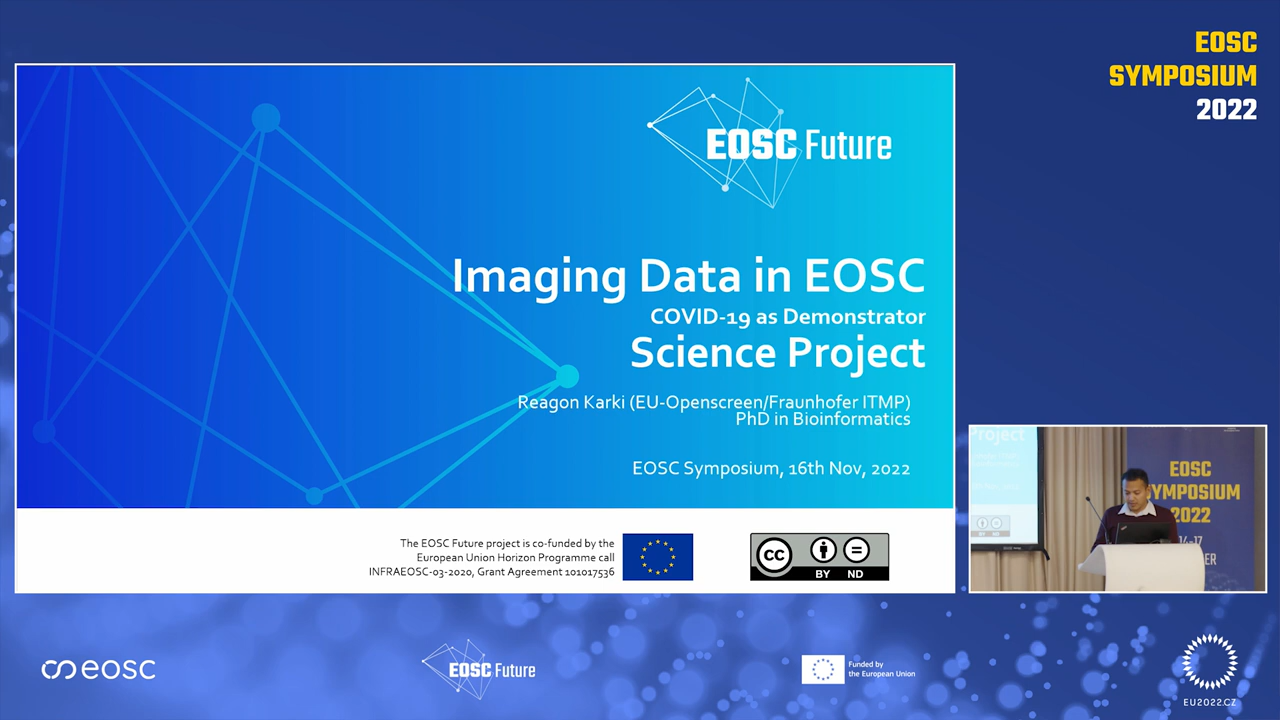 EOSC
SYMPOSIUM
2022
EOSC Future
Imaging Data in EOSC
COVID-19 as Demonstrator
Science Project
Reagon Karki (EU-Openscreen/Fraunhofer ITMP)
PhD in Bioinformatics
EOSC Symposium, 16th Nov, 2022
The EOSC Future project is co-funded by the
European Union Horizon Programme call
INFRAEOSC-03-2020, Grant Agreement 101017536
CC
BY ND
Project
EOSC
SYMPOSIUM
2022
14-17
eosc
EOSC Future
Funded by
the European Union
EU2022.CZ